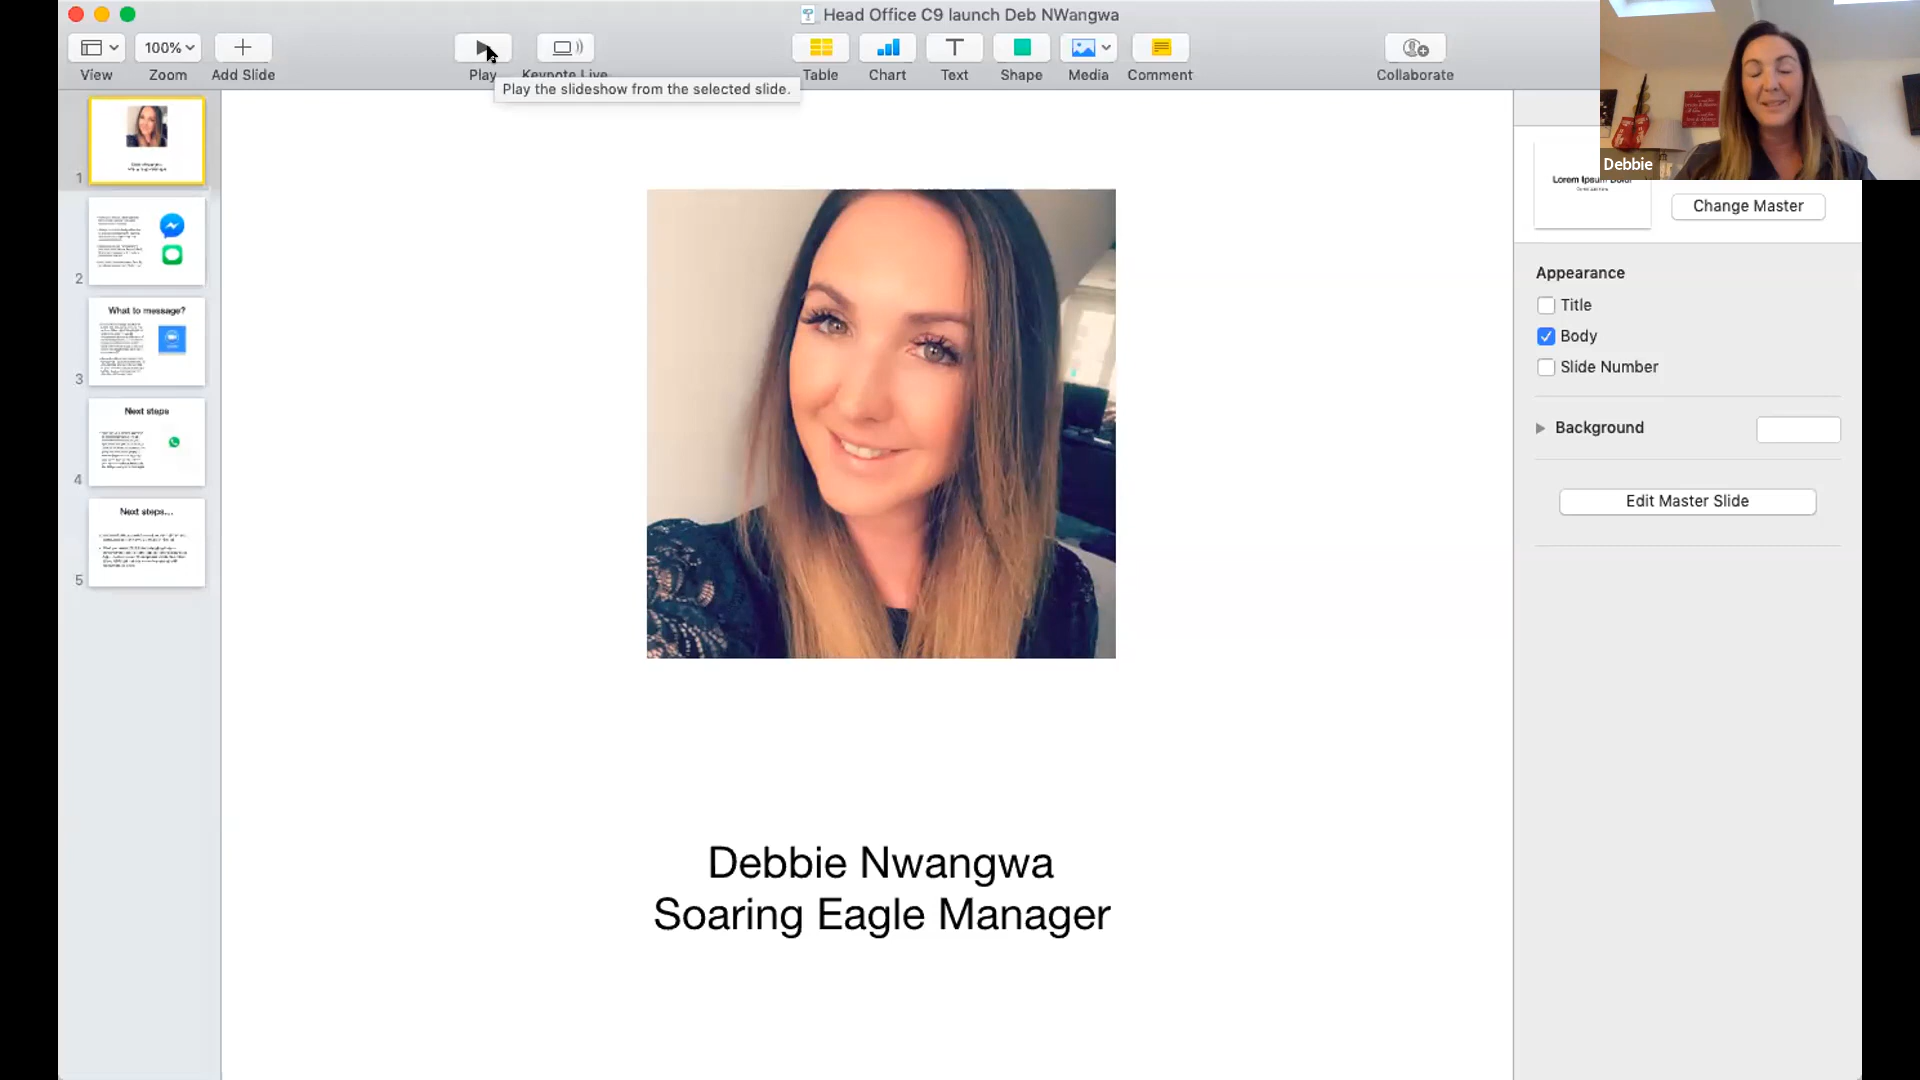 Head Office C9 launch Deb NWangwa
100%
View
Zoom
Add Slide
Play
Keynote Live
Table
Chart
Text
Shape
Media
Comment
Collaborate
Play the slideshow from the selected slide.
Debbie
1
2
What to message?
3
Next steps
4
Next steps...
5
Debbie Nwangwa
Soaring Eagle Manager
Lorem Ipsum Dolor
Change Master
Appearance
Title
Body
Slide Number
Background
Edit Master Slide